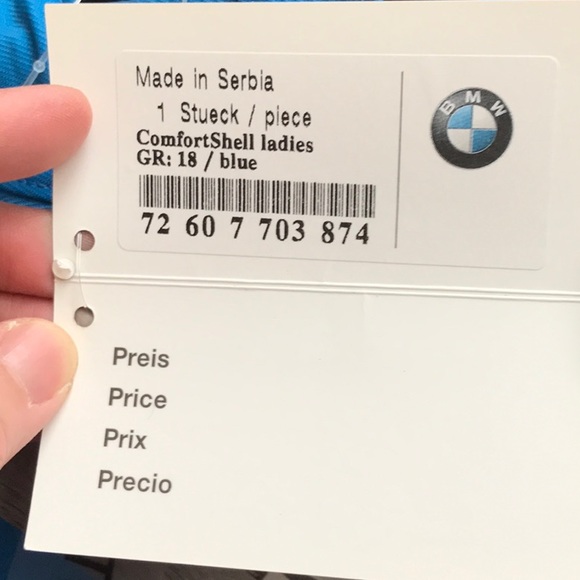 Made in Serbia
1 Stueck / piece
ComfortShell ladies
GR: 18 / blue
72 60 7 703 874
BMW
Preis
Price
Prix
Precio